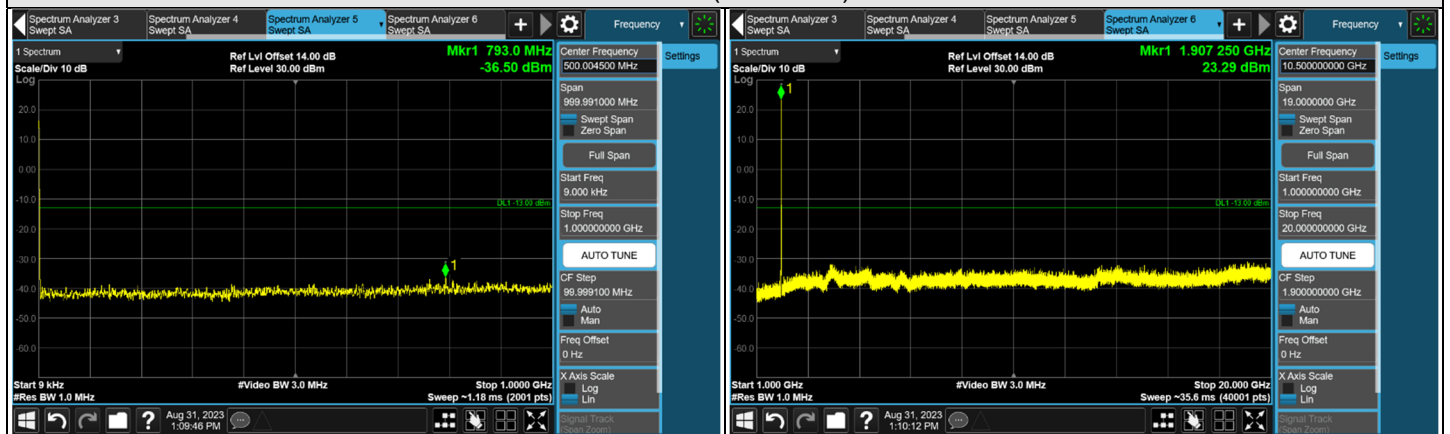 Spectrum Analyzer 3
Swept SA
Spectrum Analyzer 4
Swept SA
Spectrum Analyzer 5
Swept SA
Spectrum Analyzer 6
Swept SA
Frequency
1 Spectrum
Scale/Div 10 dB
Log
Ref Lvl Offset 14.00 dB
Ref Level 30.00 dBm
Mkr1 793.0 MHz
-36.50 dBm
20.0
10.0
0.00
-10.0
-20.0
-30.0
-40.0
-50.0
-60.0
DL1 -13.00 dBm
1
Start 9 kHz
#Res BW 1.0 MHz
#Video BW 3.0 MHz
Stop 1.0000 GHz
Sweep ~1.18 ms (2001 pts)
Center Frequency
500.004500 MHz
Settings
Span
999.991000 MHz
Swept Span
Zero Span
Full Span
Start Freq
9.000 kHz
Stop Freq
1.000000000 GHz
AUTO TUNE
CF Step
99.999100 MHz
Auto
Man
Freq Offset
0 Hz
X Axis Scale
Log
Lin
Signal Track
(Span Zoom)
?
Aug 31, 2023
1:09:46 PM
Spectrum Analyzer 3
Swept SA
Spectrum Analyzer 4
Swept SA
Spectrum Analyzer 5
Swept SA
Spectrum Analyzer 6
Swept SA
Frequency
1 Spectrum
Scale/Div 10 dB
Log
Ref Lvl Offset 14.00 dB
Ref Level 30.00 dBm
Mkr1 1.907 250 GHz
23.29 dBm
1
20.0
10.0
0.00
-10.0
-20.0
-30.0
-40.0
-50.0
-60.0
DL1 -13.00 dBm
Start 1.000 GHz
#Res BW 1.0 MHz
#Video BW 3.0 MHz
Stop 20.000 GHz
Sweep ~35.6 ms (40001 pts)
Center Frequency
10.500000000 GHz
Settings
Span
19.0000000 GHz
Swept Span
Zero Span
Full Span
Start Freq
1.000000000 GHz
Stop Freq
20.000000000 GHz
AUTO TUNE
CF Step
1.900000000 GHz
Auto
Man
Freq Offset
0 Hz
X Axis Scale
Log
Lin
Signal Track
(Span Zoom)
?
Aug 31, 2023
1:10:12 PM